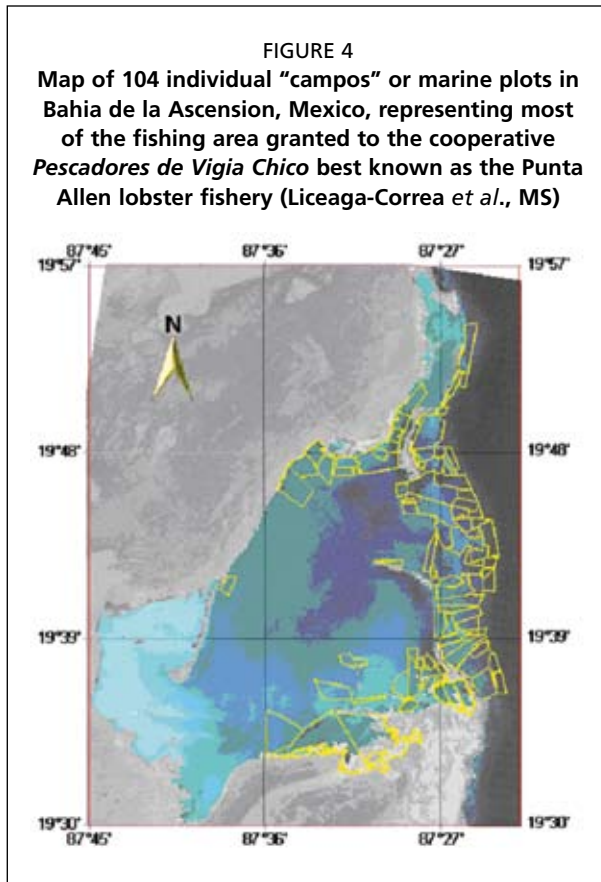 FIGURE 4
Map of 104 individual “campos” or marine plots in
Bahia de la Ascension, Mexico, representing most
of the fishing area granted to the cooperative
Pescadores de Vigia Chico best known as the Punta
Allen lobster fishery (Liceaga-Correa et al., MS)
87°45' 87°36' 87°27'
19°57' 19°57'
N
19°48' 19°48'
19°39' 19°39'
19°30' 19°30'
87°45' 87°36' 87°27'